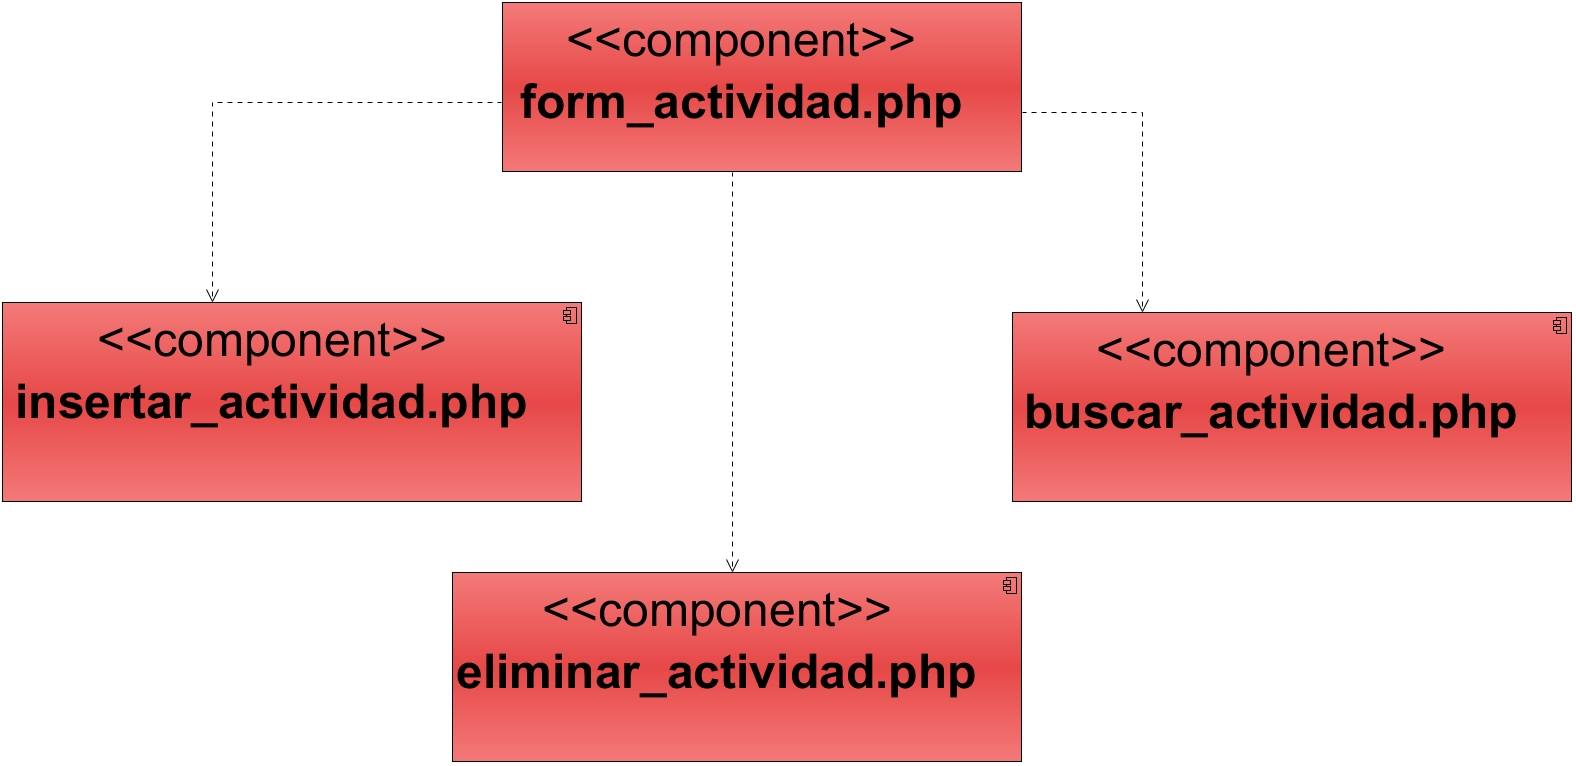 <<component>>
form_actividad.php
<<component>>
insertar_actividad.php
<<component>>
buscar_actividad.php
<<component>>
eliminar_actividad.php